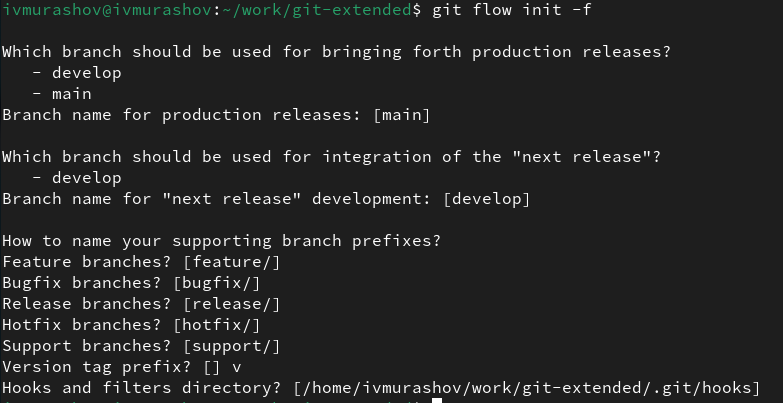 ivmurashov@ivmurashov:~/work/git-extended$ git flow init -f
Which branch should be used for bringing forth production releases?
- develop
- main
Branch name for production releases: [main]
Which branch should be used for integration of the "next release"?
- develop
Branch name for "next release" development: [develop]
How to name your supporting branch prefixes?
Feature branches? [feature/]
Bugfix branches? [bugfix/]
Release branches? [release/]
Hotfix branches? [hotfix/]
Support branches? [support/]
Version tag prefix? [] v
Hooks and filters directory? [/home/ivmurashov/work/git-extended/.git/hooks]